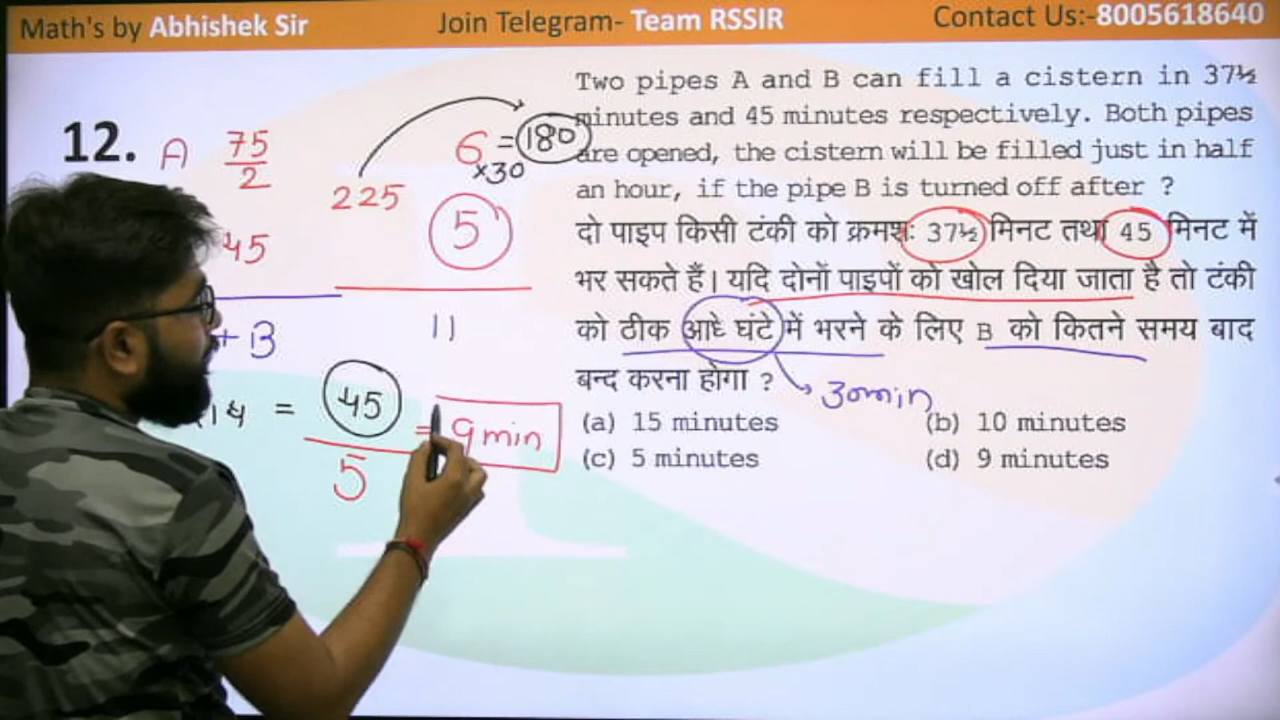 Math's by Abhishek Sir
Join Telegram- Team RSSIR
Contact Us:-8005618640
12.
A 75/2
45
225
6 = 180
×30
5
+B
11
= 45/5 = 9 min
Two pipes A and B can fill a cistern in 37½
minutes and 45 minutes respectively. Both pipes
are opened, the cistern will be filled just in half
an hour, if the pipe B is turned off after ?
दो पाइप किसी टंकी को क्रमशः 37½ मिनट तथा 45 मिनट में
भर सकते हैं। यदि दोनों पाइपों को खोल दिया जाता है तो टंकी
को ठीक आधे घंटे में भरने के लिए B को कितने समय बाद
बन्द करना होगा ?
30min
(a) 15 minutes
(b) 10 minutes
(c) 5 minutes
(d) 9 minutes